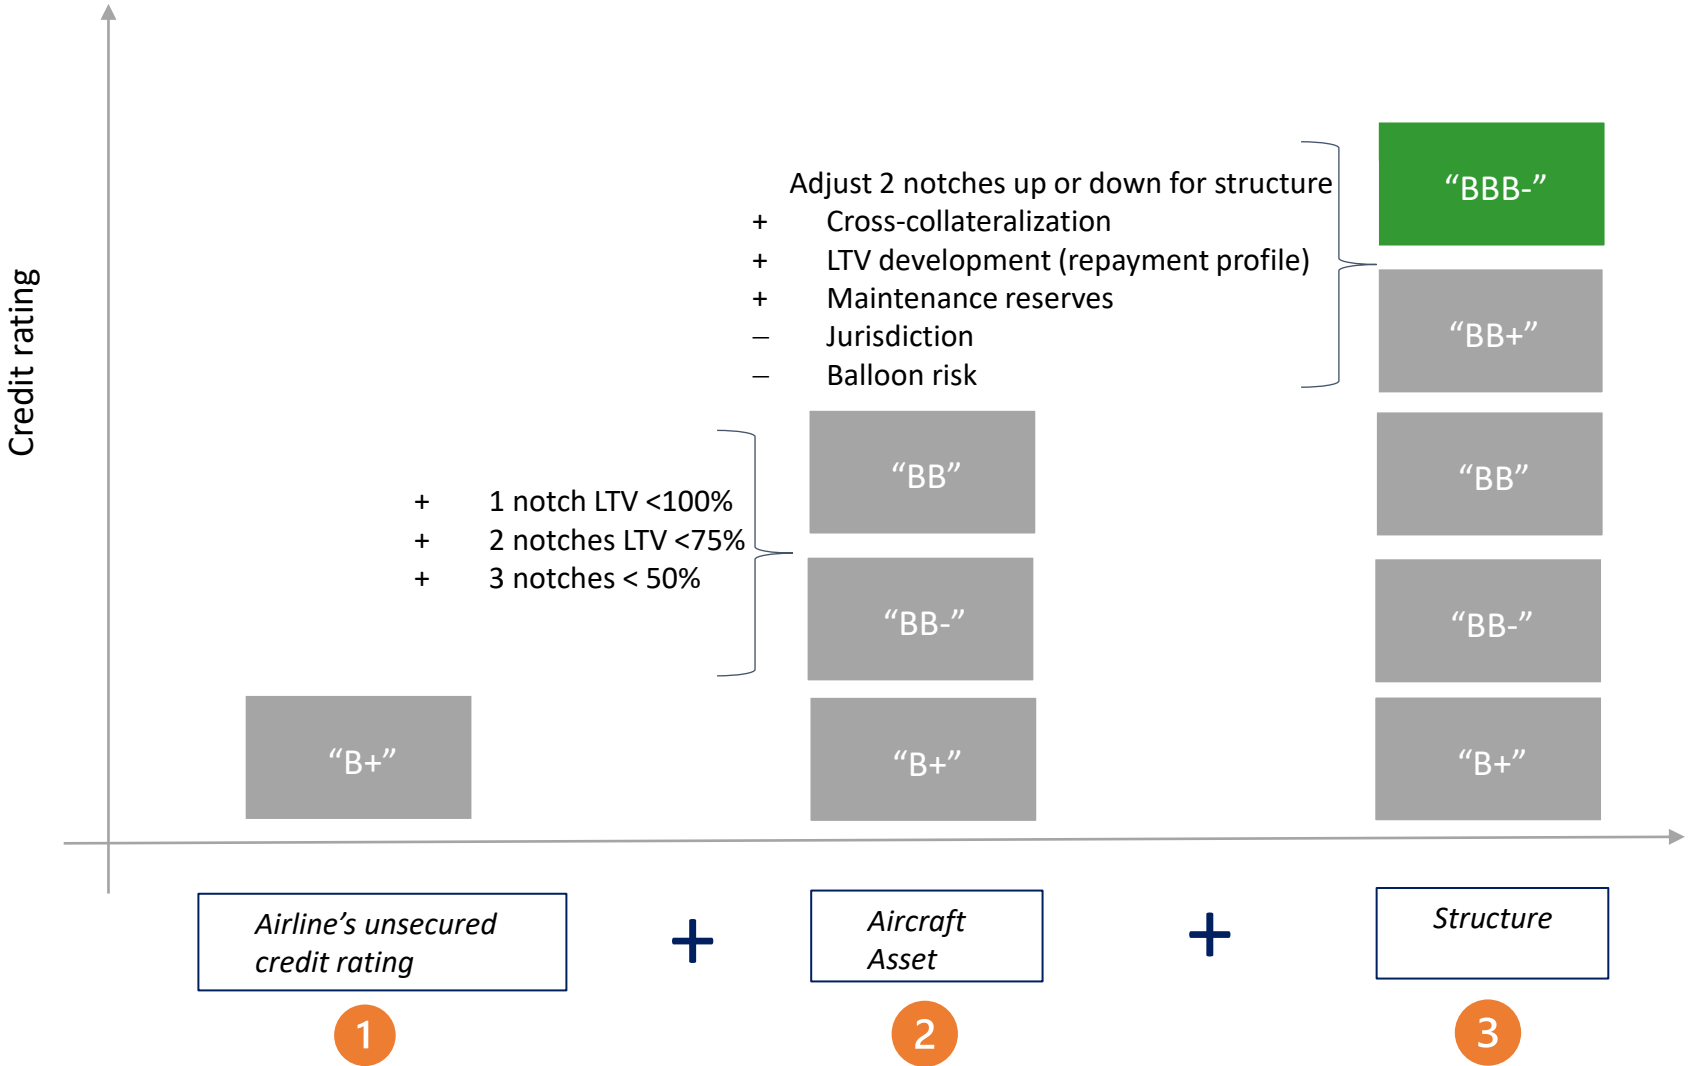 Credit rating
Adjust 2 notches up or down for structure
+ Cross-collateralization
+ LTV development (repayment profile)
+ Maintenance reserves
– Jurisdiction
– Balloon risk
+ 1 notch LTV <100%
+ 2 notches LTV <75%
+ 3 notches < 50%
“B+”
“BB”
“BB-”
“B+”
“BBB-”
“BB+”
“BB”
“BB-”
“B+”
Airline’s unsecured
credit rating
+
Aircraft
Asset
+
Structure
1
2
3